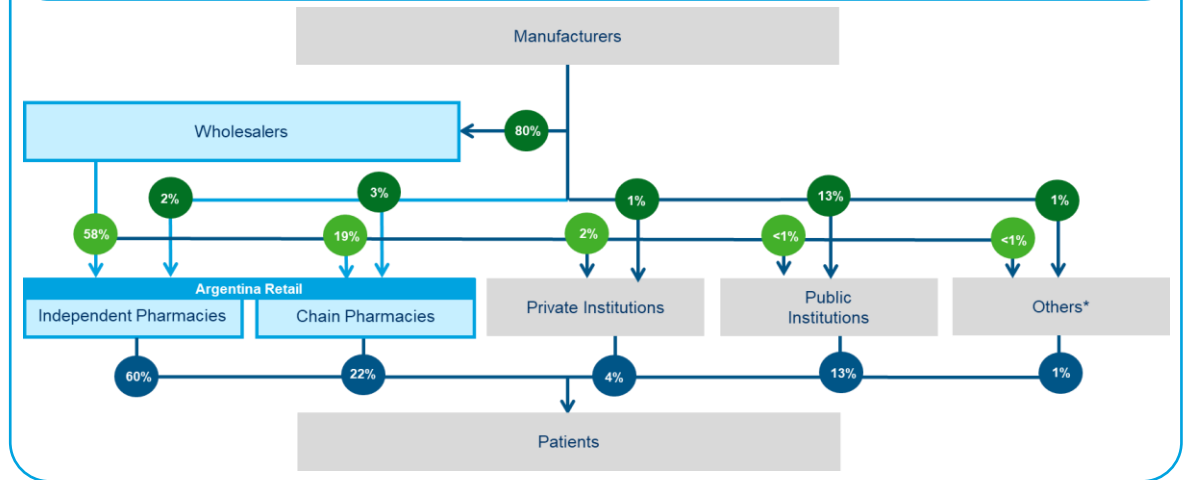 Manufacturers
Wholesalers
80%
2%
3%
1%
13%
1%
58%
19%
2%
<1%
<1%
Argentina Retail
Independent Pharmacies
Chain Pharmacies
Private Institutions
Public
Institutions
Others*
60%
22%
4%
13%
1%
Patients